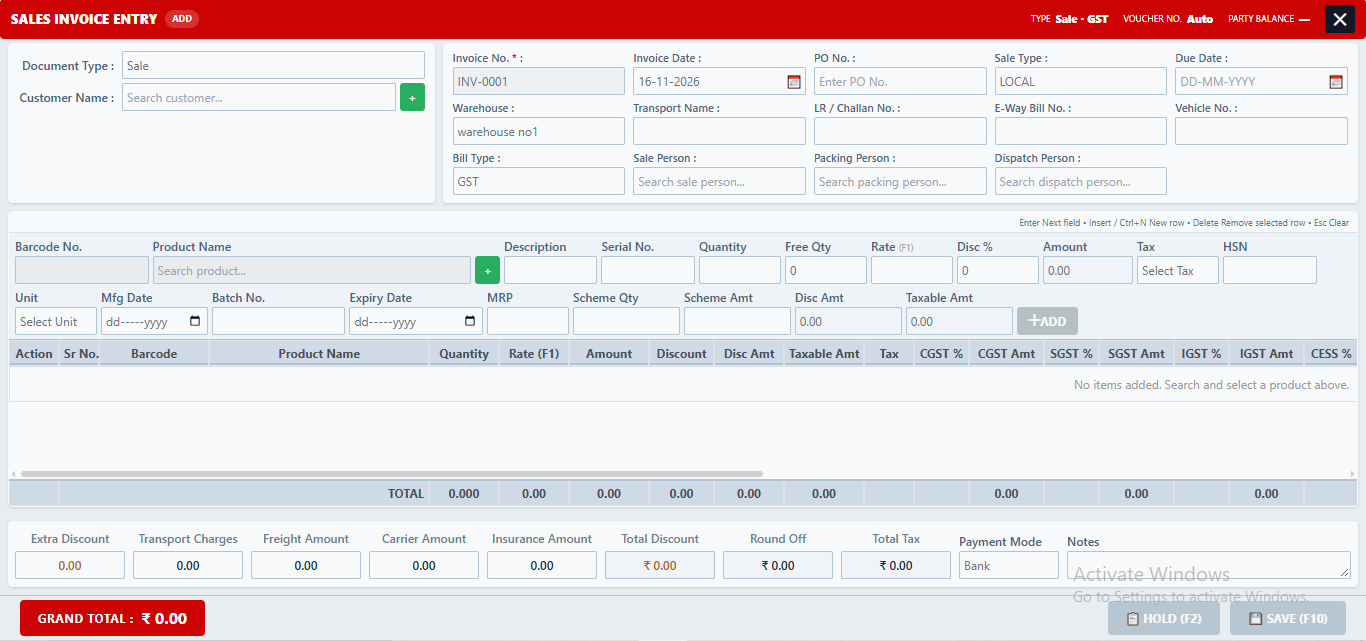 SALES INVOICE ENTRY ADD TYPE Sale - GST VOUCHER NO. Auto PARTY BALANCE —
Document Type : Sale
Customer Name : Search customer... +
Invoice No. * : Invoice Date : PO No. : Sale Type : Due Date :
INV-0001 16-11-2026 Enter PO No. LOCAL DD-MM-YYYY
Warehouse : Transport Name : LR / Challan No. : E-Way Bill No. : Vehicle No. :
warehouse no1
Bill Type : Sale Person : Packing Person : Dispatch Person :
GST Search sale person... Search packing person... Search dispatch person...
Enter Next field • Insert / Ctrl+N New row • Delete Remove selected row • Esc Clear
Barcode No. Product Name Description Serial No. Quantity Free Qty Rate (F1) Disc % Amount Tax HSN
Search product... + 0 0 0.00 Select Tax
Unit Mfg Date Batch No. Expiry Date MRP Scheme Qty Scheme Amt Disc Amt Taxable Amt
Select Unit dd-----yyyy dd-----yyyy 0.00 0.00 +ADD
Action Sr No. Barcode Product Name Quantity Rate (F1) Amount Discount Disc Amt Taxable Amt Tax CGST % CGST Amt SGST % SGST Amt IGST % IGST Amt CESS %
No items added. Search and select a product above.
TOTAL 0.000 0.00 0.00 0.00 0.00 0.00 0.00 0.00 0.00
Extra Discount Transport Charges Freight Amount Carrier Amount Insurance Amount Total Discount Round Off Total Tax Payment Mode Notes
0.00 0.00 0.00 0.00 0.00 ₹ 0.00 ₹ 0.00 ₹ 0.00 Bank
Activate Windows
Go to Settings to activate Windows.
GRAND TOTAL : ₹ 0.00 HOLD (F2) SAVE (F10)